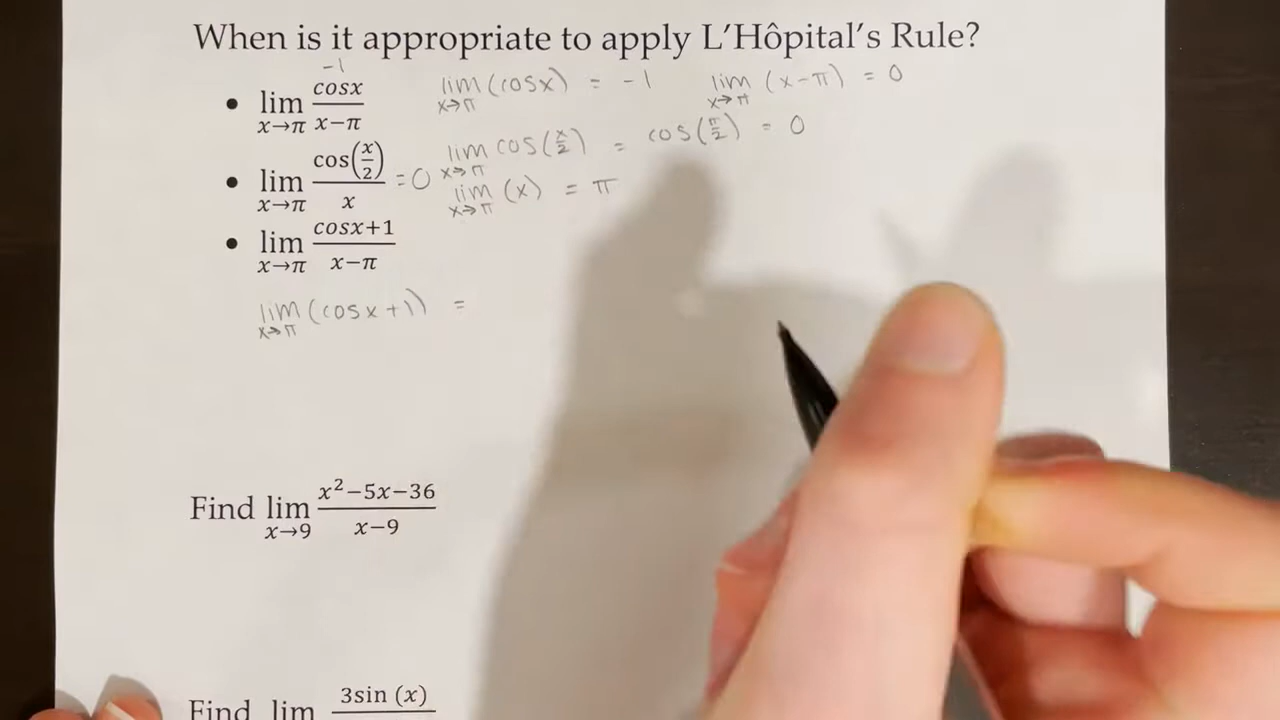 When is it appropriate to apply L'Hôpital's Rule?
-1
• lim x→π cosx / x−π lim x→π (cosx) = -1 lim x→π (x-π) = 0
• lim x→π cos(x/2) / x = 0 lim x→π cos(x/2) = cos(π/2) = 0
lim x→π (x) = π
• lim x→π cosx+1 / x−π
lim x→π (cosx+1) =
Find lim x→9 x²−5x−36 / x−9
Find lim 3sin (x)